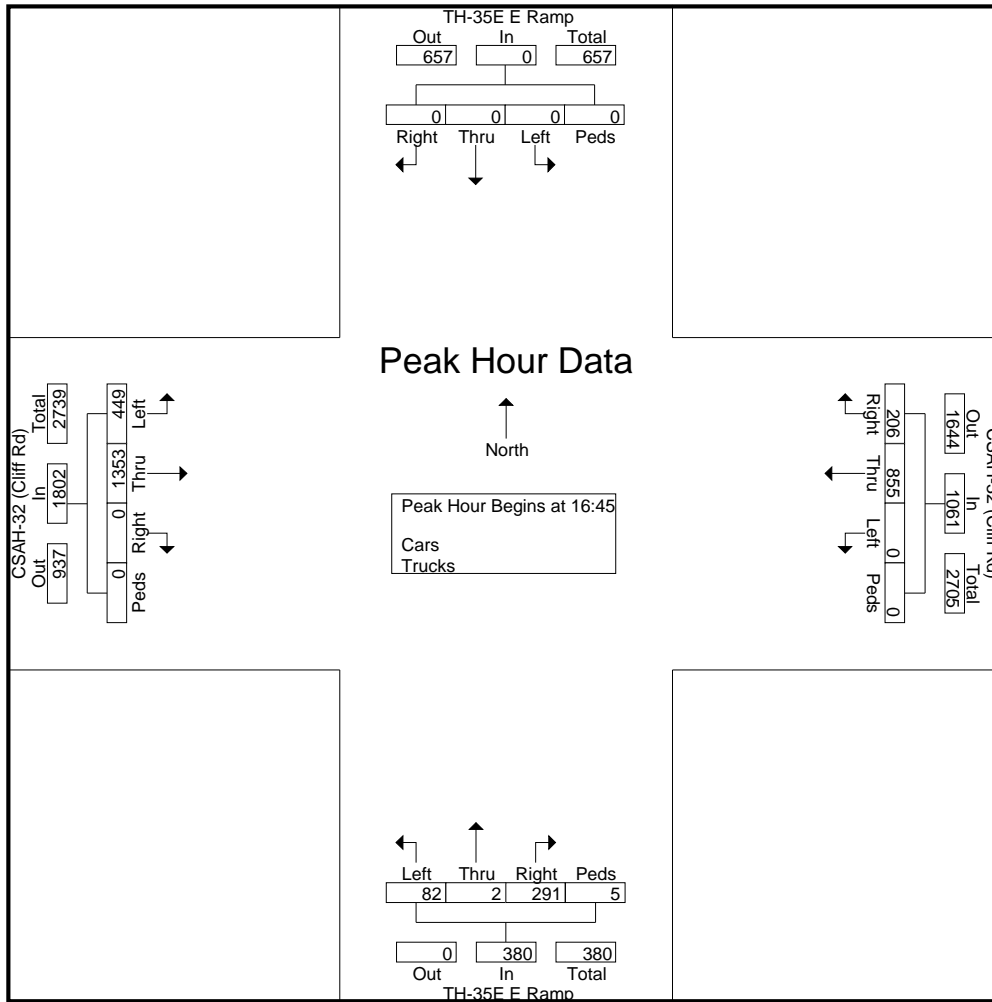 TH-35E E Ramp
Out In Total
657 0 657
0 0 0 0
Right Thru Left Peds
Peak Hour Data
North
Peak Hour Begins at 16:45
Cars
Trucks
CSAH-32 (Cliff Rd)
Total In Out
2739 1802 937
449 1353 0 0
Left Thru Right Peds
CSAH-32 (Cliff Rd)
Out In Total
1644 1061 2705
206 855 0 0
Right Thru Left Peds
Left Thru Right Peds
82 2 291 5
0 380 380
Out In Total
TH-35E E Ramp